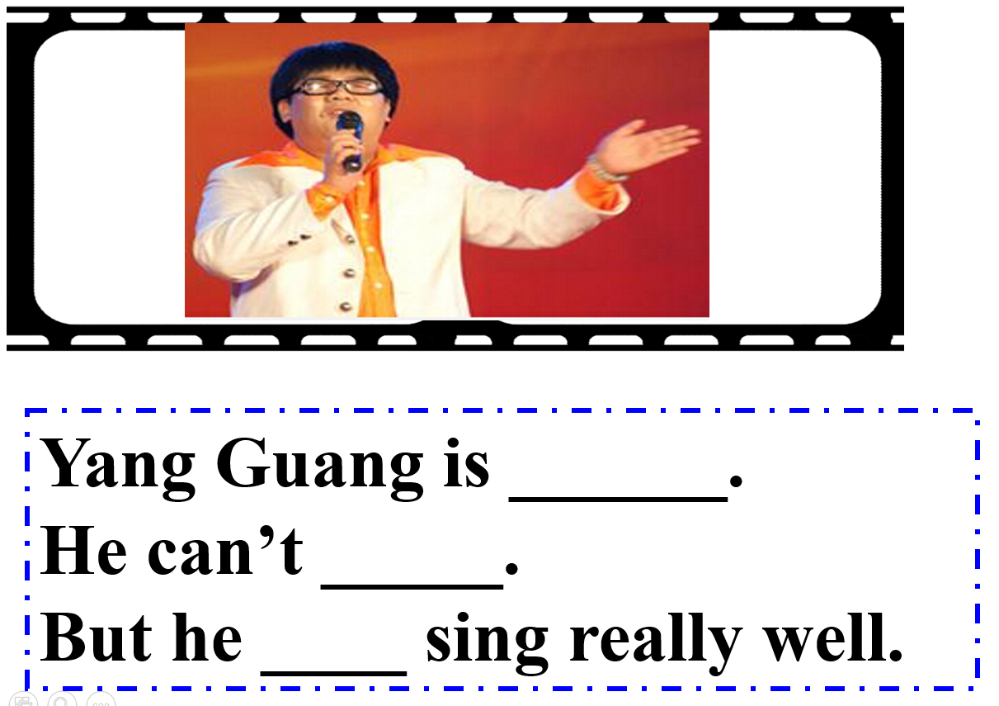 Yang Guang is ______.
He can’t _____.
But he ____ sing really well.